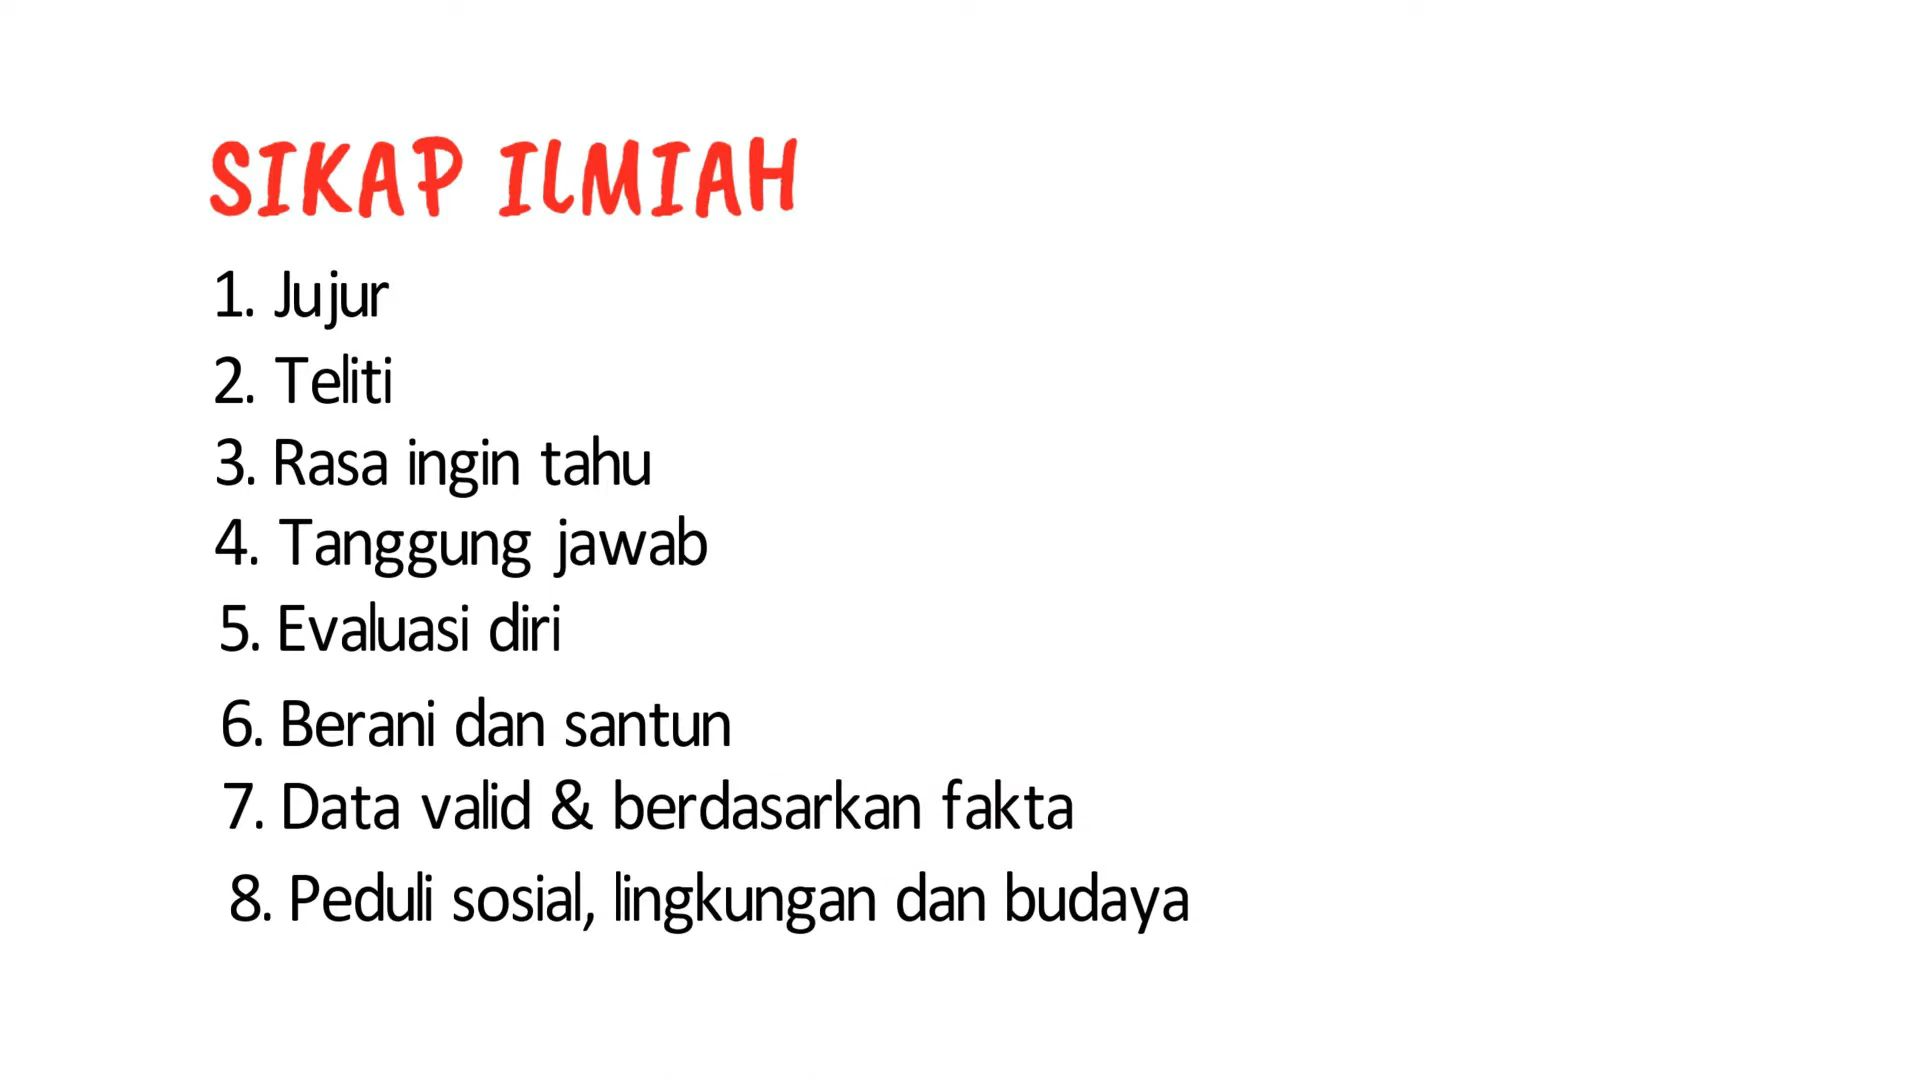 SIKAP ILMIAH
1. Jujur
2. Teliti
3. Rasa ingin tahu
4. Tanggung jawab
5. Evaluasi diri
6. Berani dan santun
7. Data valid & berdasarkan fakta
8. Peduli sosial, lingkungan dan budaya